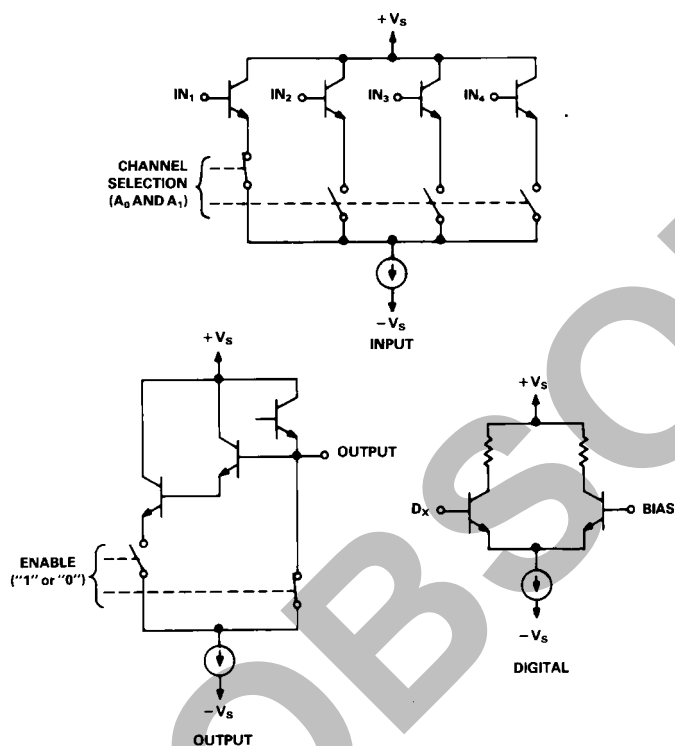 + Vs
IN1
IN2
IN3
IN4
CHANNEL
SELECTION
(A0 AND A1)
− Vs
INPUT
+ Vs
OUTPUT
ENABLE
("1" or "0")
− Vs
OUTPUT
+ Vs
DX
BIAS
− Vs
DIGITAL
OBSO